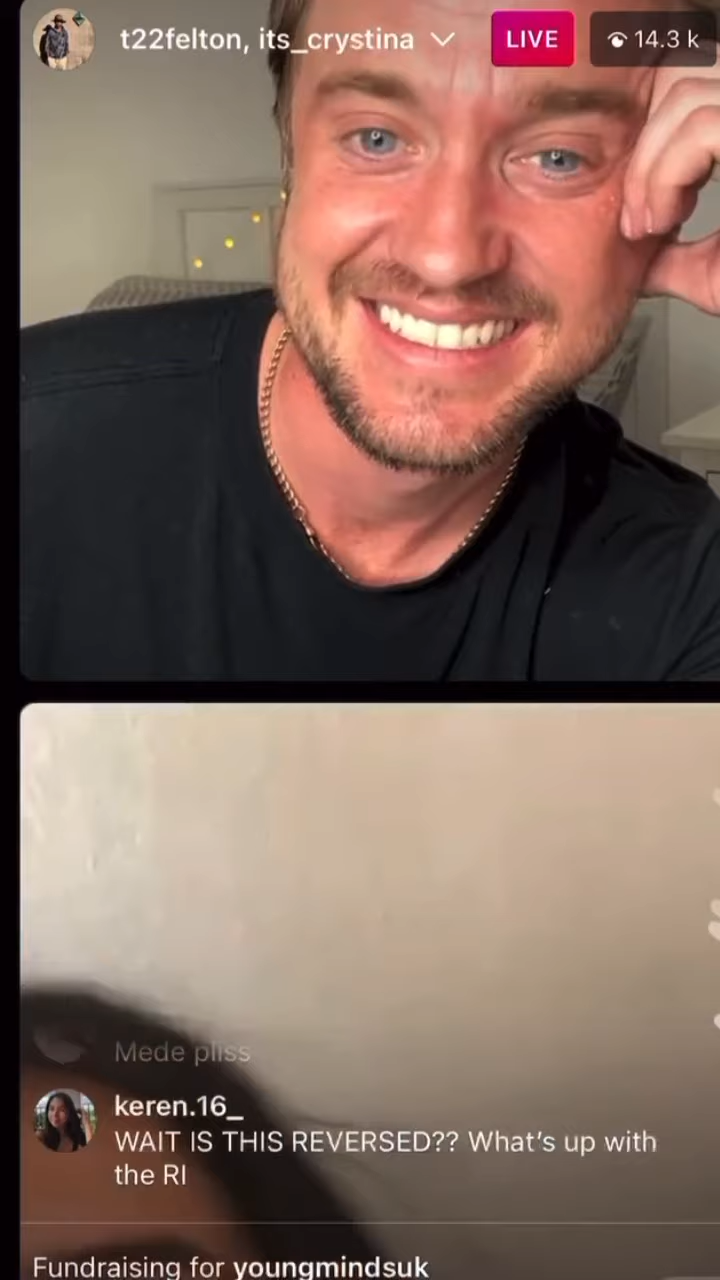 t22felton, its_crystina
LIVE
14.3 k
Mede pliss
keren.16_
WAIT IS THIS REVERSED?? What's up with
the RI
Fundraising for youngmindsuk